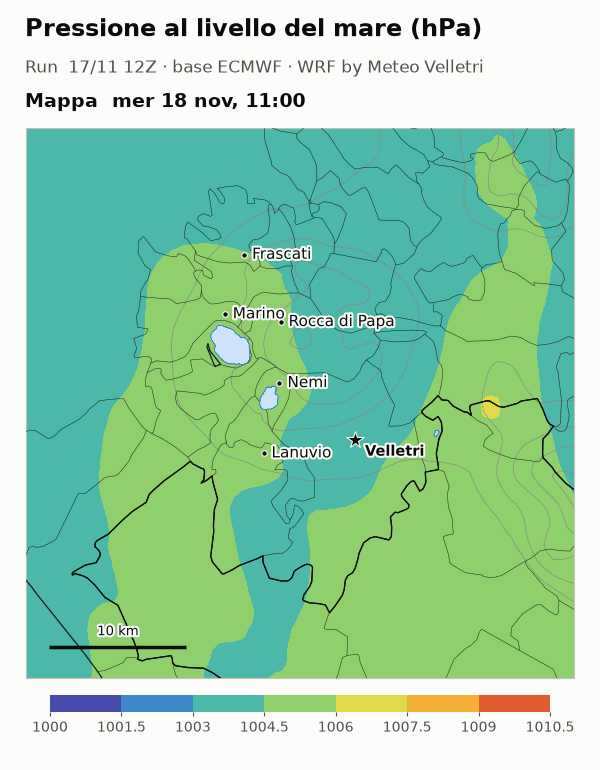 Pressione al livello del mare (hPa)
Run 17/11 12Z · base ECMWF · WRF by Meteo Velletri
Mappa mer 18 nov, 11:00
Frascati
Marino
Rocca di Papa
Nemi
Velletri
Lanuvio
10 km
1000 1001.5 1003 1004.5 1006 1007.5 1009 1010.5